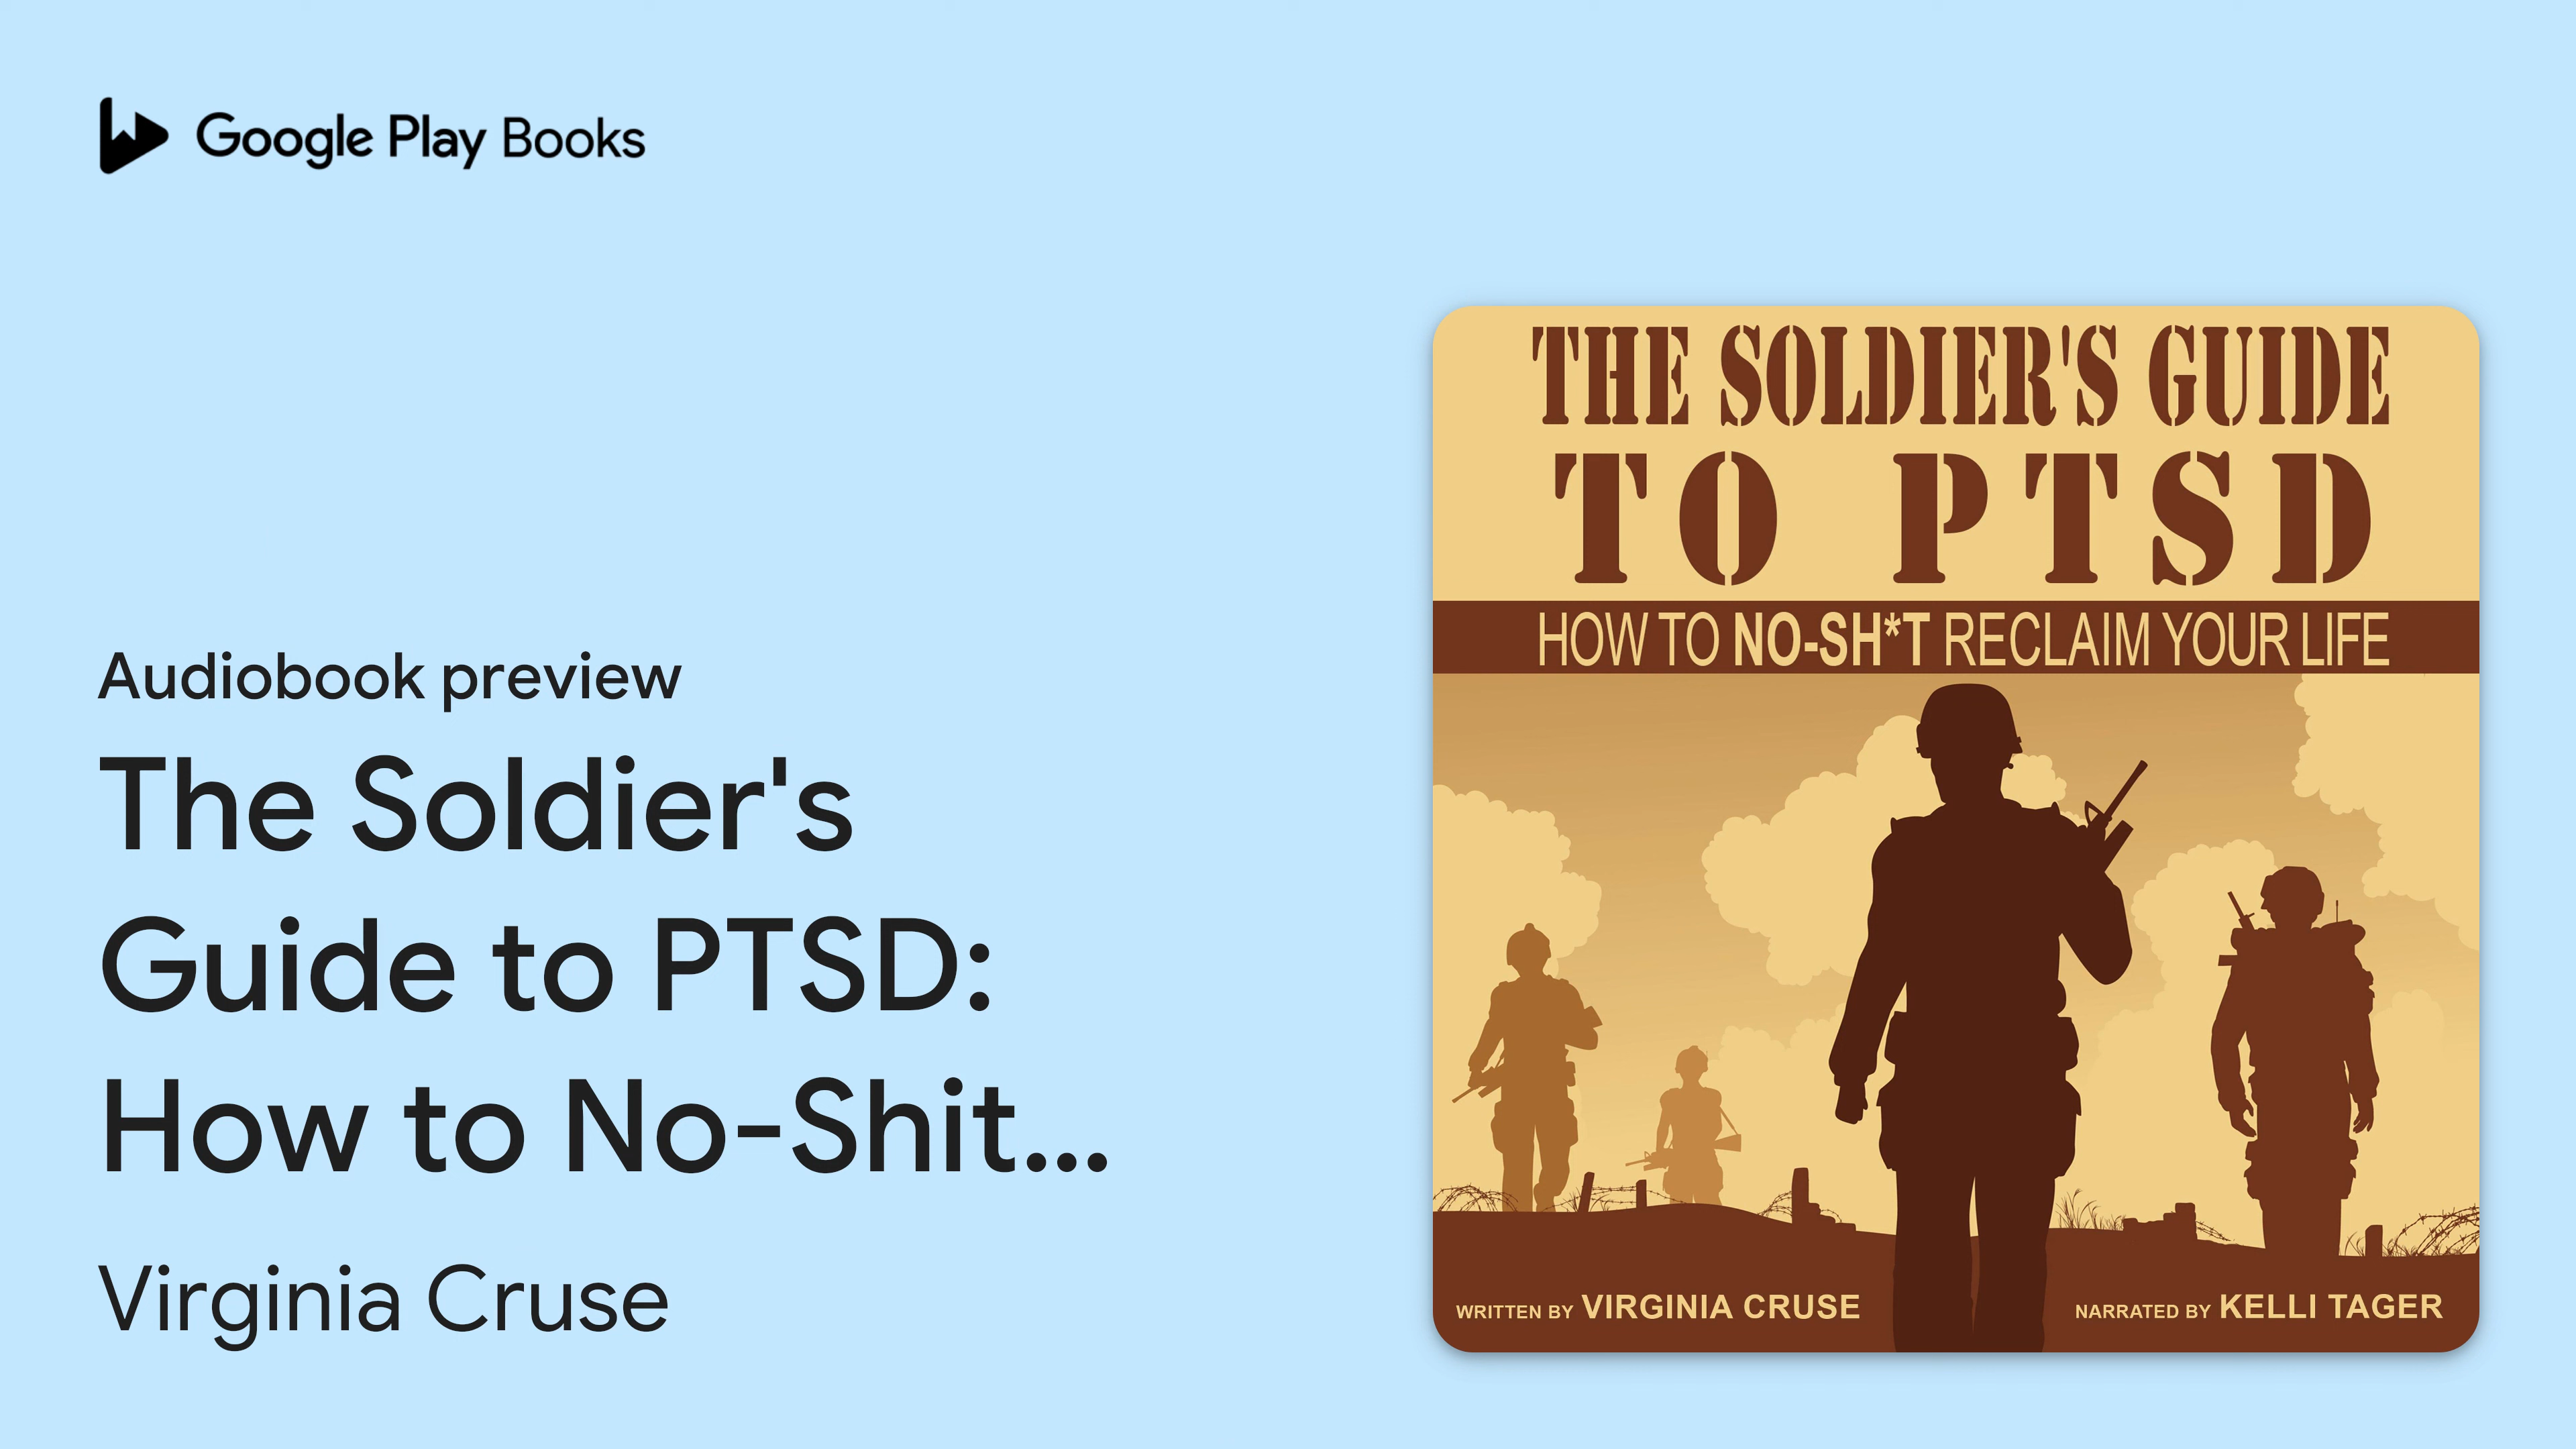 Google Play Books
Audiobook preview
The Soldier's
Guide to PTSD:
How to No-Shit...
Virginia Cruse
THE SOLDIER'S GUIDE
TO PTSD
HOW TO NO-SH*T RECLAIM YOUR LIFE
WRITTEN BY VIRGINIA CRUSE
NARRATED BY KELLI TAGER